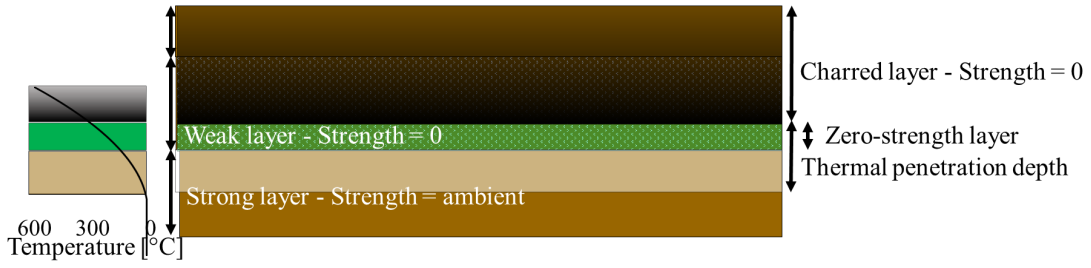 Charred layer - Strength = 0
Weak layer - Strength = 0
Zero-strength layer
Thermal penetration depth
Strong layer - Strength = ambient
600 300 0
Temperature [°C]